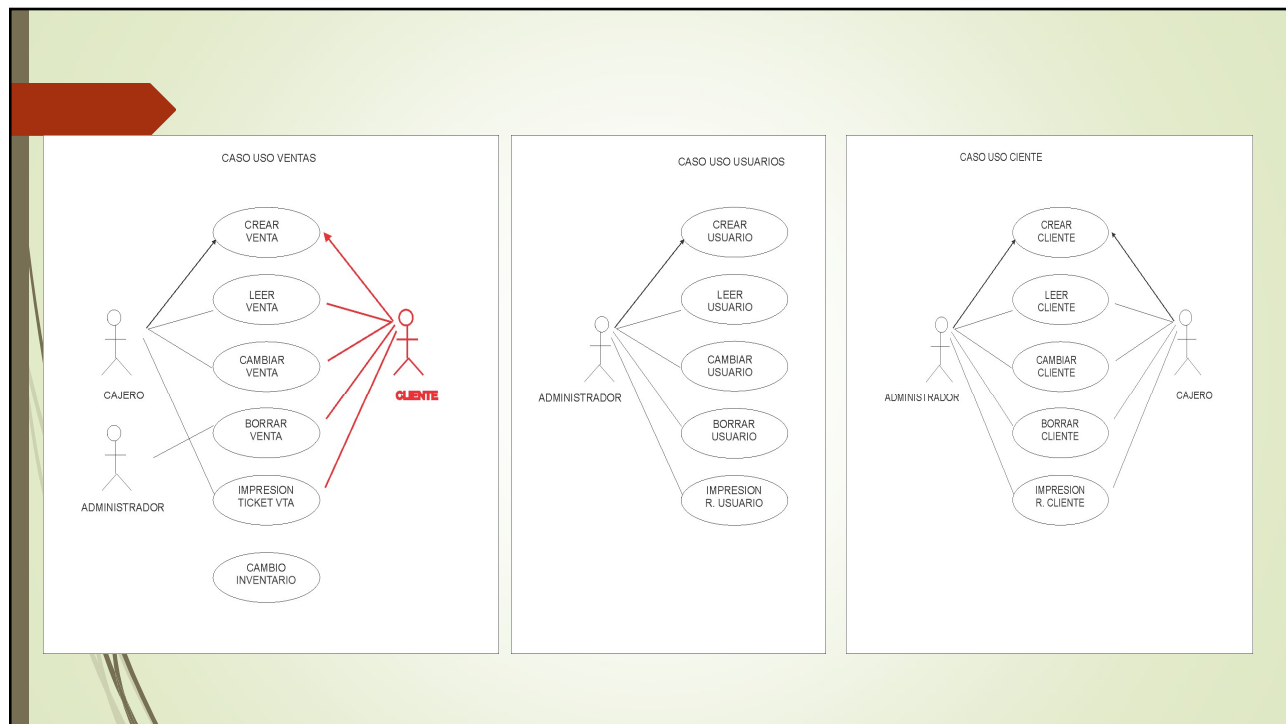 CASO USO VENTAS
CREAR
VENTA
LEER
VENTA
CAMBIAR
VENTA
CAJERO
CLIENTE
BORRAR
VENTA
ADMINISTRADOR
IMPRESION
TICKET VTA
CAMBIO
INVENTARIO
CASO USO USUARIOS
CREAR
USUARIO
LEER
USUARIO
CAMBIAR
USUARIO
ADMINISTRADOR
BORRAR
USUARIO
IMPRESION
R. USUARIO
CASO USO CIENTE
CREAR
CLIENTE
LEER
CLIENTE
CAMBIAR
CLIENTE
ADMINISTRADOR
CAJERO
BORRAR
CLIENTE
IMPRESION
R. CLIENTE